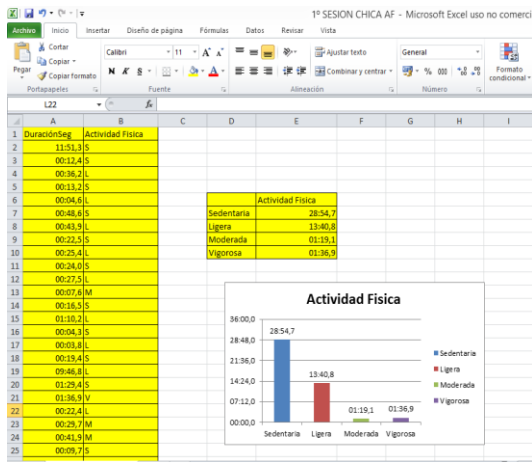 1º SESION CHICA AF - Microsoft Excel uso no comerci
Archivo Inicio Insertar Diseño de página Fórmulas Datos Revisar Vista
Pegar
Cortar
Copiar
Copiar formato
Portapapeles
Calibri 11
N K S
Fuente
Ajustar texto
Combinar y centrar
Alineación
General
% 000
Número
Formato condicional
L22 fx
A B C D E F G H I
1 DuraciónSeg Actividad Fisica
2 11:51,3 S
3 00:12,4 S
4 00:36,2 L
5 00:13,2 S
6 00:04,6 L Actividad Fisica
7 00:48,6 S Sedentaria 28:54,7
8 00:43,9 L Ligera 13:40,8
9 00:22,5 S Moderada 01:19,1
10 00:25,4 L Vigorosa 01:36,9
11 00:24,0 S
12 00:27,5 L
13 00:07,6 M
14 00:16,5 S
15 01:10,2 L
16 00:04,3 S
17 00:03,8 L
18 00:19,4 S
19 09:46,8 L
20 01:29,4 S
21 01:36,9 V
22 00:22,4 L
23 00:29,7 M
24 00:41,9 M
25 00:09,7 S
Actividad Fisica
36:00,0
28:48,0
21:36,0
14:24,0
07:12,0
00:00,0
28:54,7
13:40,8
01:19,1
01:36,9
Sedentaria Ligera Moderada Vigorosa
Sedentaria
Ligera
Moderada
Vigorosa